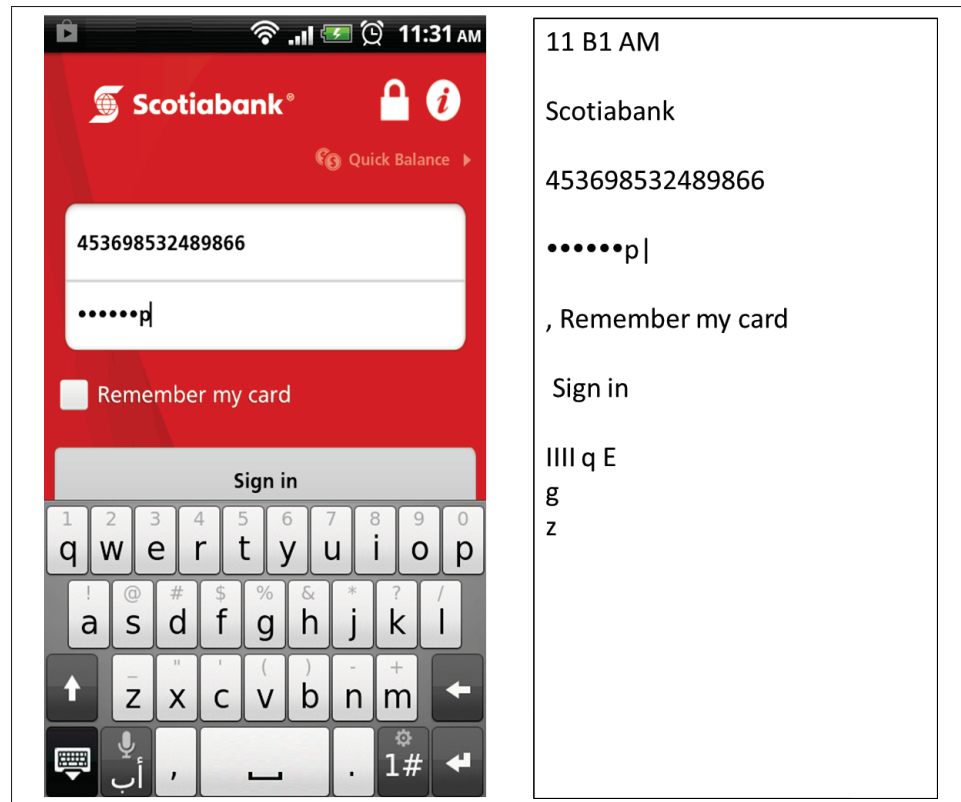 11:31 AM
Scotiabank®
Quick Balance
453698532489866
••••••p
Remember my card
Sign in
1 2 3 4 5 6 7 8 9 0
q w e r t y u i o p
! @ # $ % & * ? /
a s d f g h j k l
_ " ' ( ) - +
z x c v b n m
أب , . 1#
11 B1 AM
Scotiabank
453698532489866
••••••p|
, Remember my card
Sign in
IIII q E
g
z